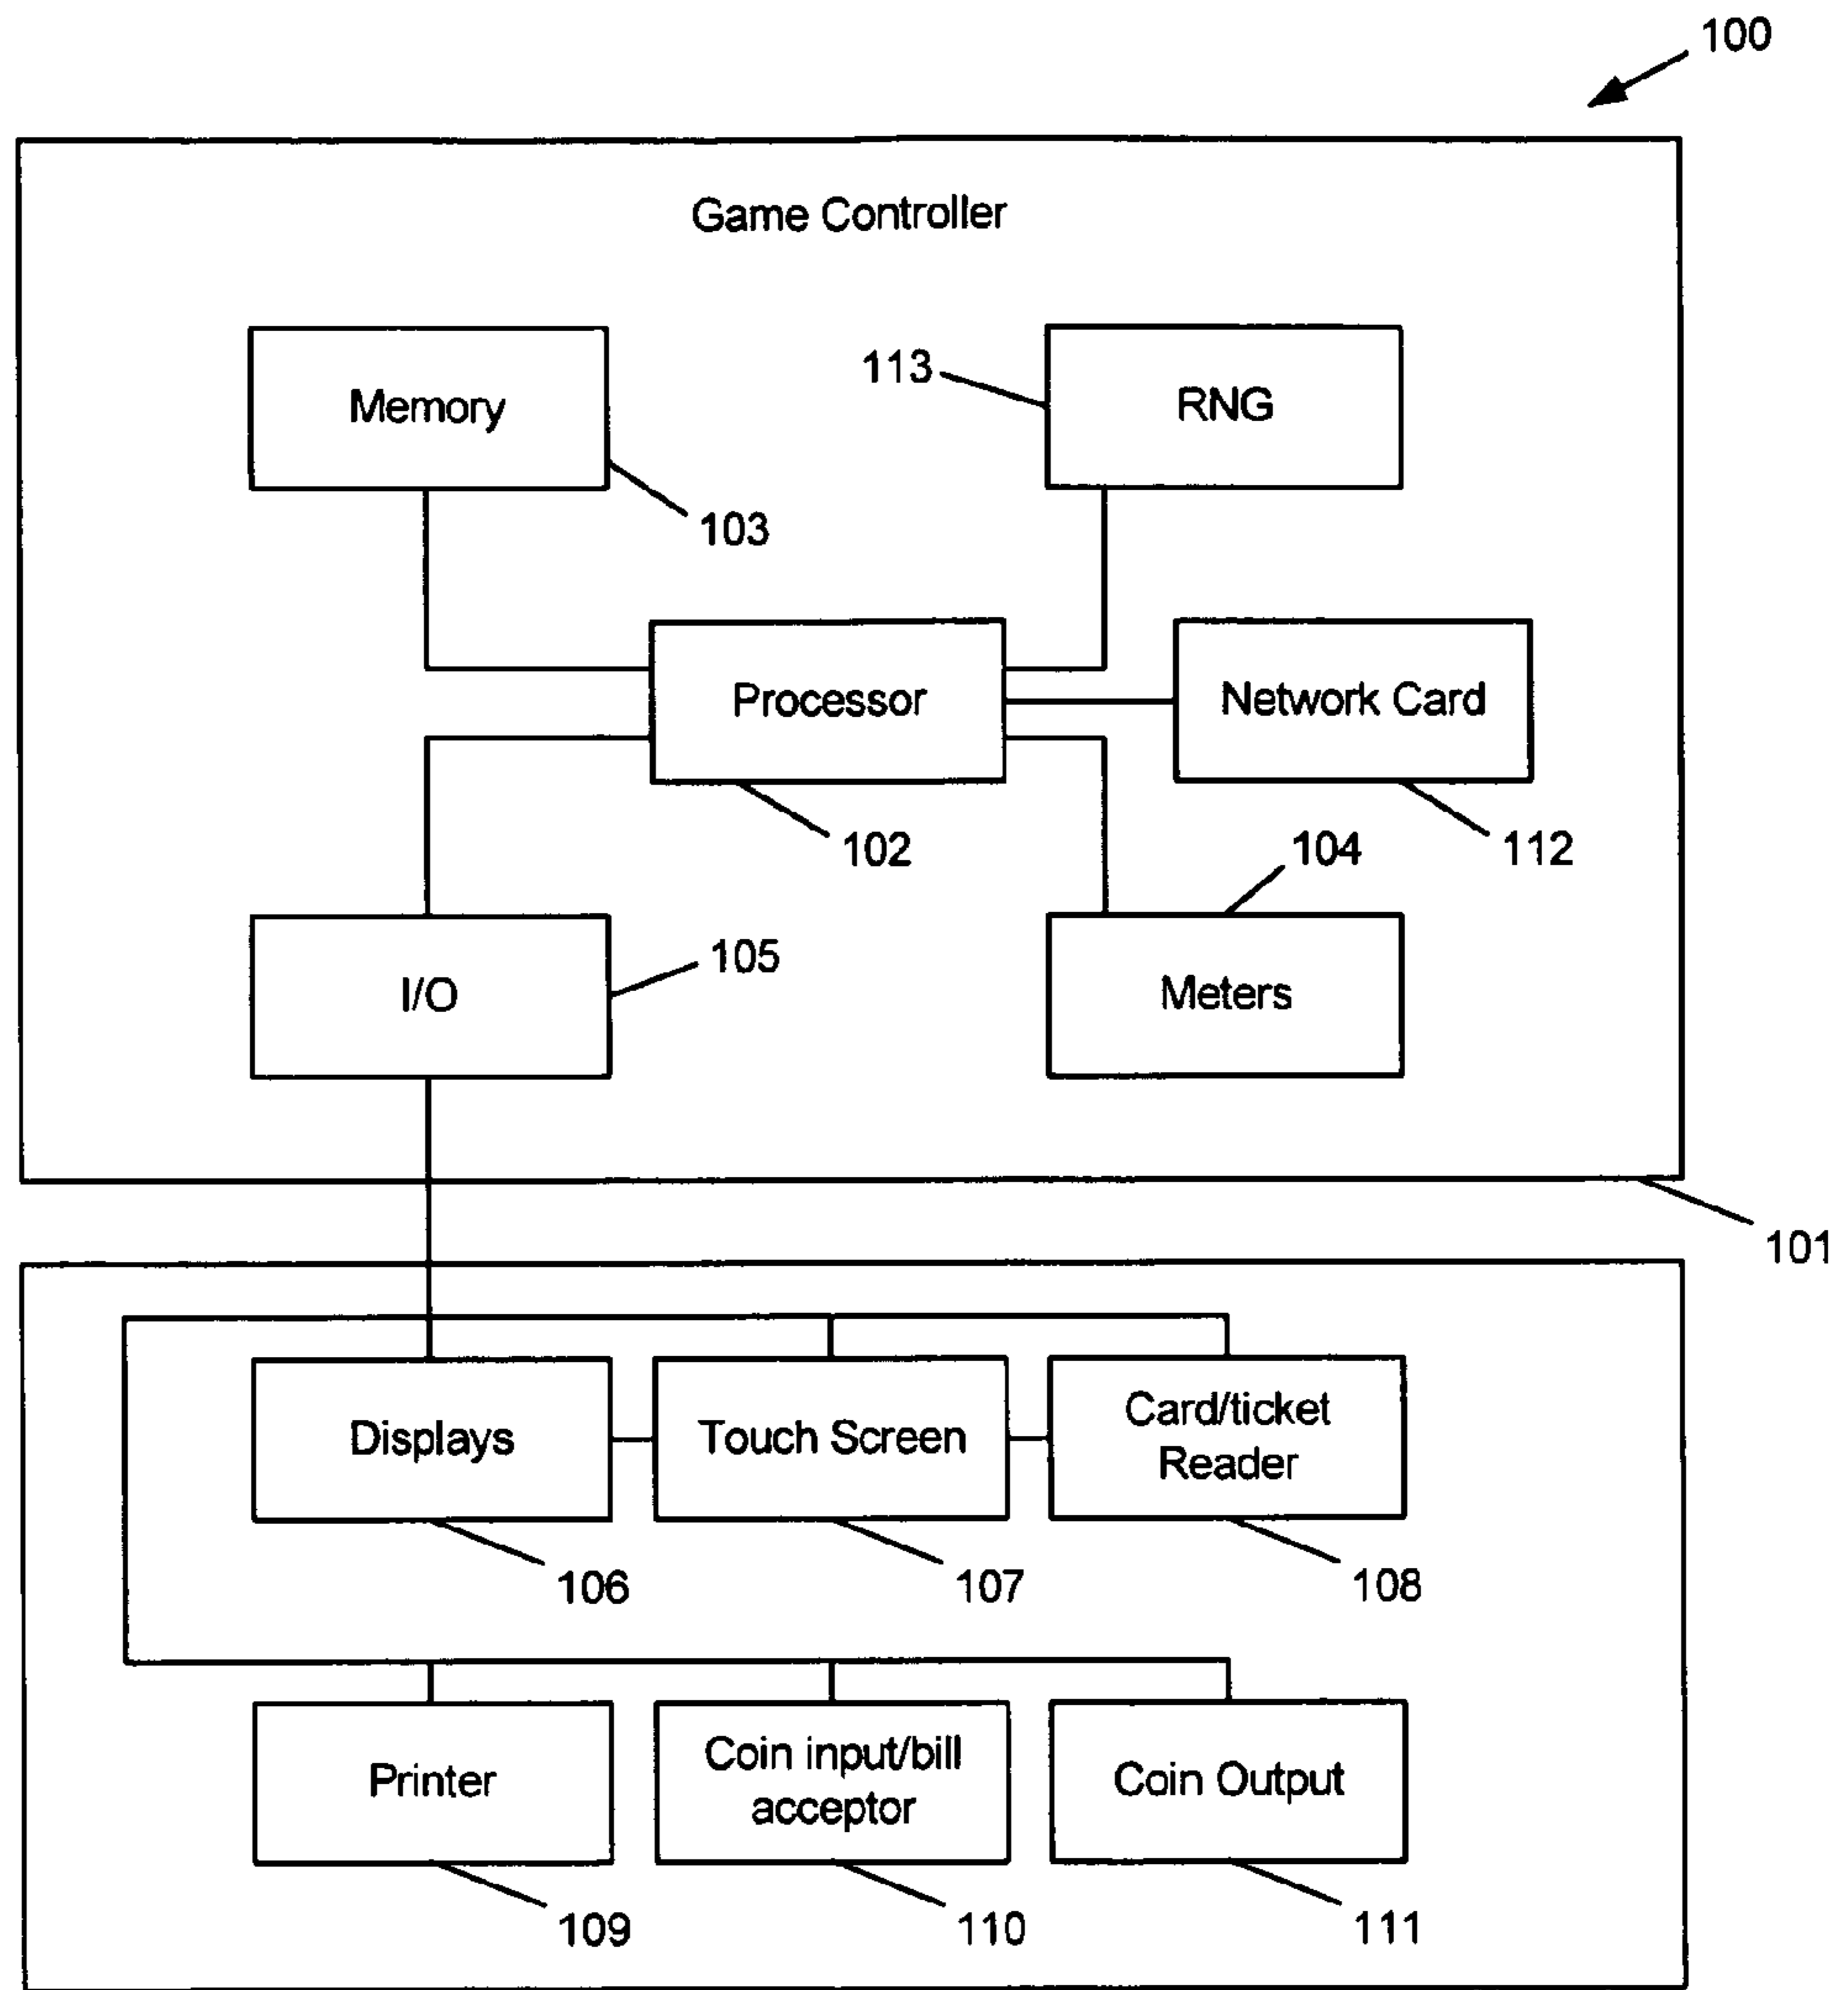 100
Game Controller
Memory
113
RNG
103
Processor
Network Card
102
104
112
I/O
105
Meters
101
Displays
Touch Screen
Card/ticket
Reader
106
107
108
Printer
Coin input/bill
acceptor
Coin Output
109
110
111